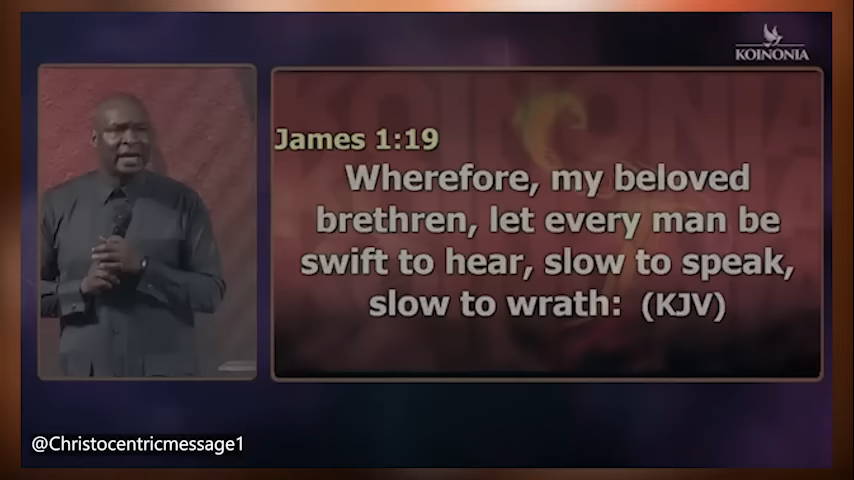 KOINONIA
James 1:19
Wherefore, my beloved
brethren, let every man be
swift to hear, slow to speak,
slow to wrath: (KJV)
@Christocentricmessage1